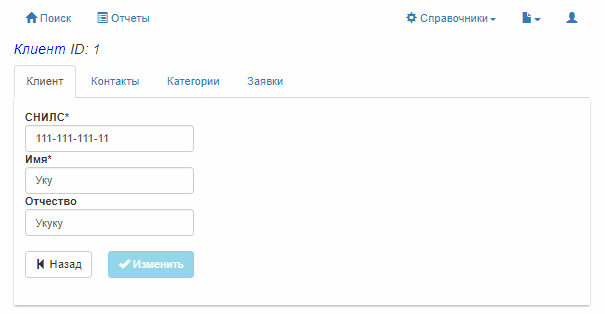 Поиск Отчеты Справочники
Клиент ID: 1
Клиент Контакты Категории Заявки
СНИЛС*
111-111-111-11
Имя*
Уку
Отчество
Укуку
Назад Изменить